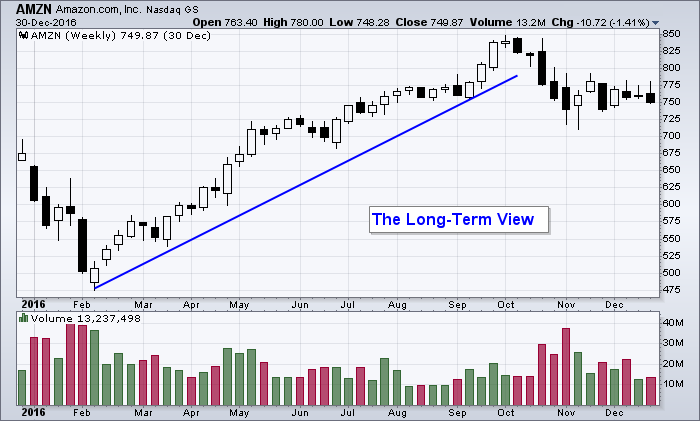 AMZN Amazon.com, Inc. Nasdaq GS
30-Dec-2016 Open 763.40 High 780.00 Low 748.28 Close 749.87 Volume 13.2M Chg -10.72 (-1.41%)
AMZN (Weekly) 749.87 (30 Dec)
850
825
800
775
750
725
700
675
650
625
600
575
550
525
500
475
The Long-Term View
2016 Feb Mar Apr May Jun Jul Aug Sep Oct Nov Dec
Volume 13,237,498
40M
30M
20M
10M
2016 Feb Mar Apr May Jun Jul Aug Sep Oct Nov Dec